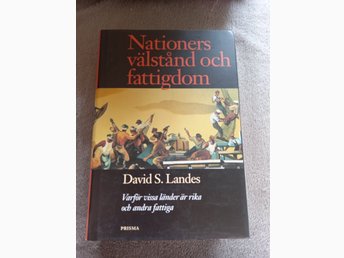 Nationers
välstånd och
fattigdom
David S. Landes
Varför vissa länder är rika
och andra fattiga
PRISMA